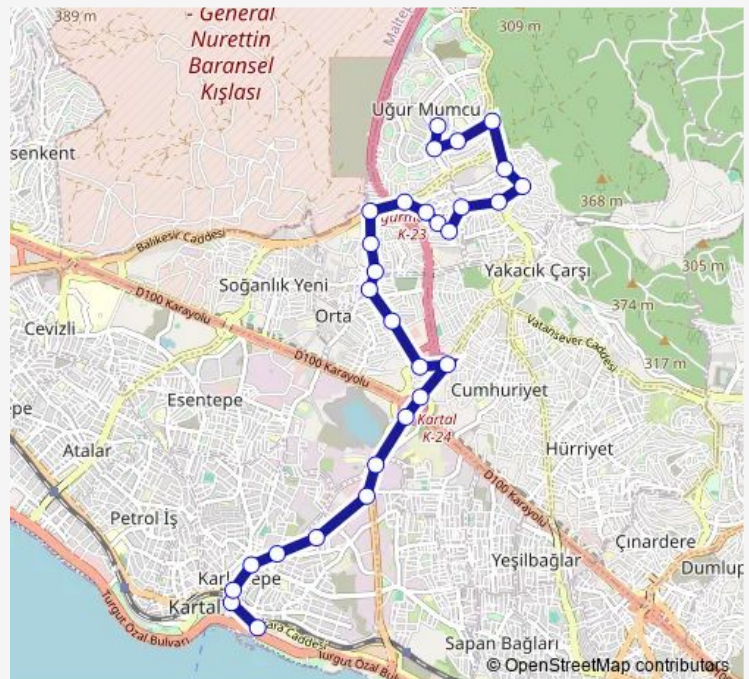 389 m
- General
Nurettin
Baransel
Kışlası
309 m
Uğur Mumcu
senkent
368 m
K-23
Balıkesir Caddesi
305 m
Yakacık Çarşı
Soğanlık Yeni
D100 Karayolu
374 m
Orta
Cevizli
Vatansever Caddesi
317 m
D100 Karayolu
Cumhuriyet
Esentepe
pe
Kartal
K-24
Hürriyet
Atalar
D100 Karayolu
Petrol İş
Çınardere
Yeşilbağlar
Dumlup
Kartal
Turgut Özal Bulvarı
Caddesi
Sapan Bağları
Turgut Özal Bu
© OpenStreetMap contributors